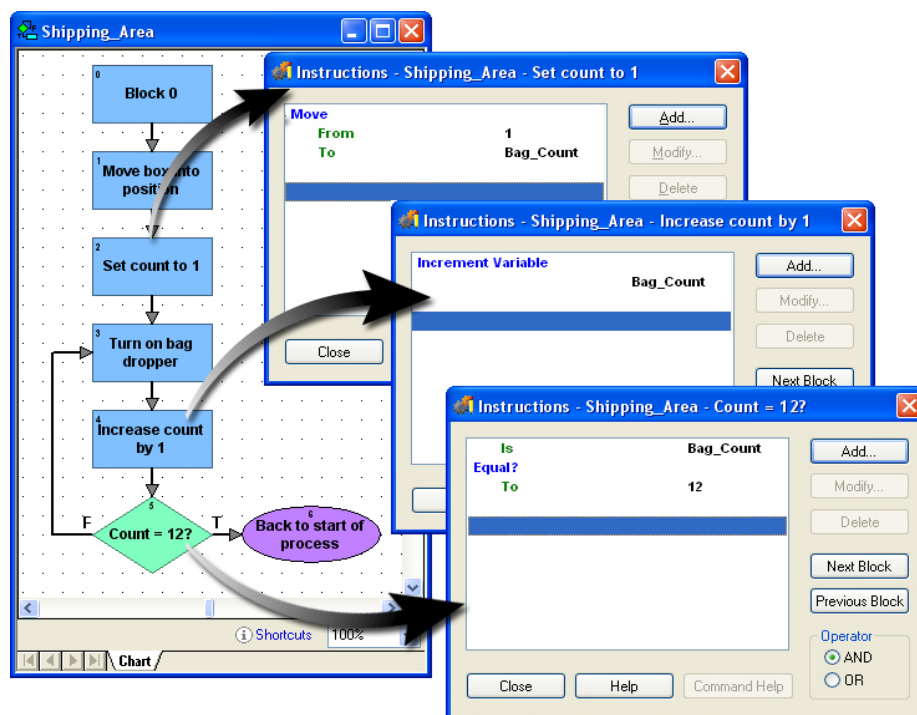 Shipping_Area
0
Block 0
1
Move box into
position
2
Set count to 1
3
Turn on bag
dropper
4
Increase count
by 1
5
F
Count = 12?
T
6
Back to start of
process
Shortcuts
100%
Chart
Instructions - Shipping_Area - Set count to 1
Move
From 1
To Bag_Count
Add...
Modify...
Delete
Close
Instructions - Shipping_Area - Increase count by 1
Increment Variable
Bag_Count
Add...
Modify...
Delete
Next Block
Instructions - Shipping_Area - Count = 12?
Is Bag_Count
Equal?
To 12
Add...
Modify...
Delete
Next Block
Previous Block
Operator
AND
OR
Close
Help
Command Help